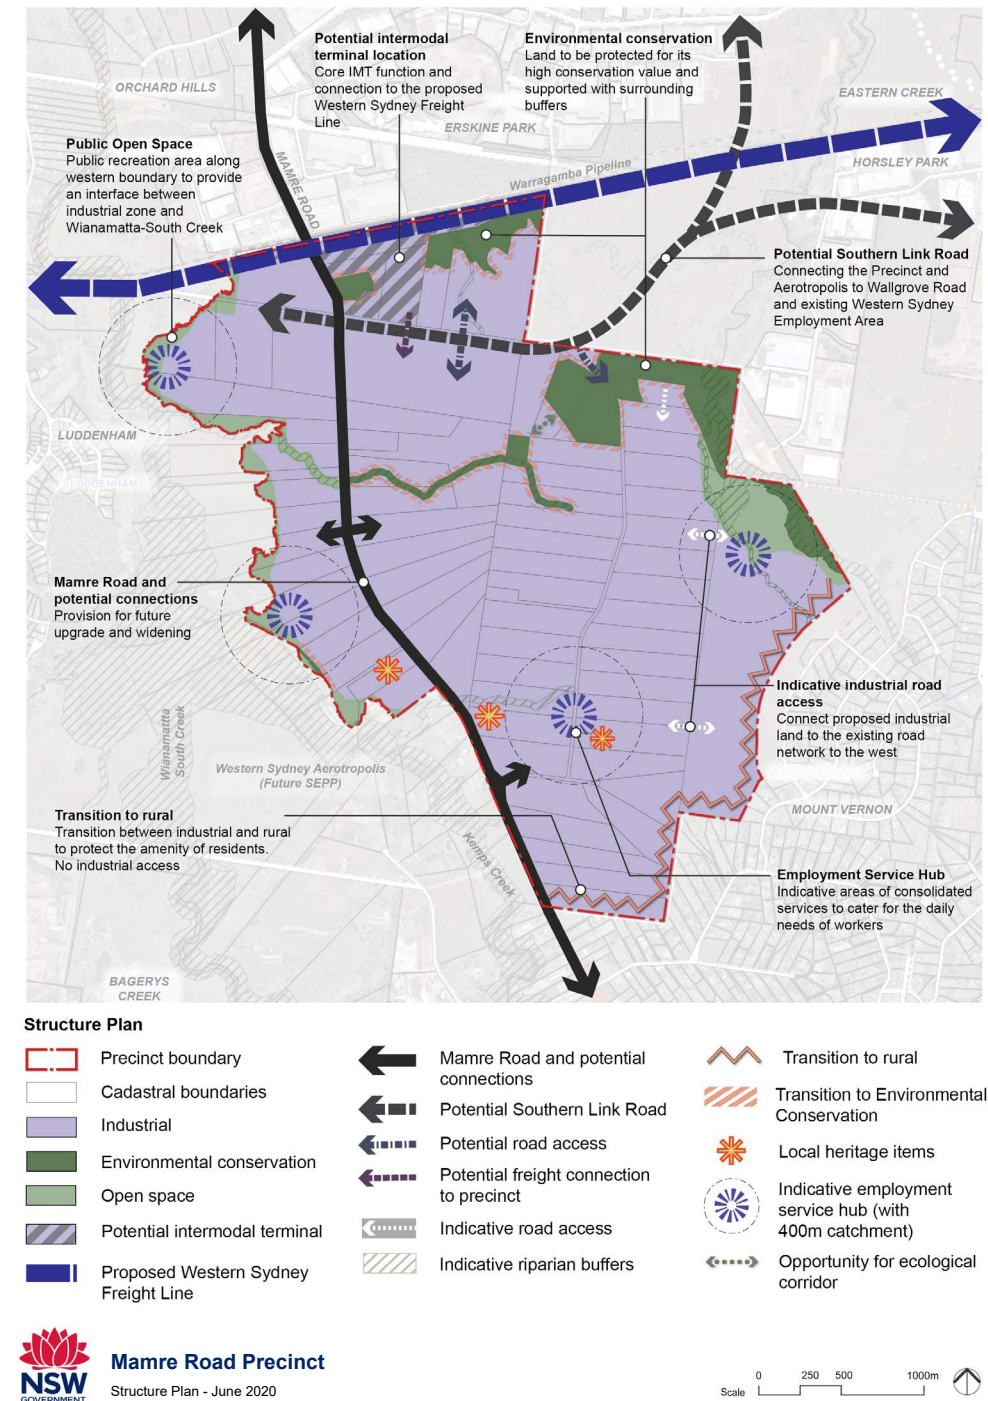 Potential intermodal
terminal location
Core IMT function and
connection to the proposed
Western Sydney Freight
Line
Environmental conservation
Land to be protected for its
high conservation value and
supported with surrounding
buffers
ORCHARD HILLS
EASTERN CREEK
ERSKINE PARK
Public Open Space
Public recreation area along
western boundary to provide
an interface between
industrial zone and
Wianamatta-South Creek
MAMRE ROAD
Warragamba Pipeline
HORSLEY PARK
Potential Southern Link Road
Connecting the Precinct and
Aerotropolis to Wallgrove Road
and existing Western Sydney
Employment Area
LUDDENHAM
LUDDENHAM
Mamre Road and
potential connections
Provision for future
upgrade and widening
Indicative industrial road
access
Connect proposed industrial
land to the existing road
network to the west
Wianamattta
South Creek
Western Sydney Aerotropolis
(Future SEPP)
MOUNT VERNON
Transition to rural
Transition between industrial and rural
to protect the amenity of residents.
No industrial access
Kemps Creek
Employment Service Hub
Indicative areas of consolidated
services to cater for the daily
needs of workers
BAGERYS
CREEK
Structure Plan
Precinct boundary
Cadastral boundaries
Industrial
Environmental conservation
Open space
Potential intermodal terminal
Proposed Western Sydney
Freight Line
Mamre Road and potential
connections
Potential Southern Link Road
Potential road access
Potential freight connection
to precinct
Indicative road access
Indicative riparian buffers
Transition to rural
Transition to Environmental
Conservation
Local heritage items
Indicative employment
service hub (with
400m catchment)
Opportunity for ecological
corridor
NSW
GOVERNMENT
Mamre Road Precinct
Structure Plan - June 2020
Scale
0 250 500 1000m